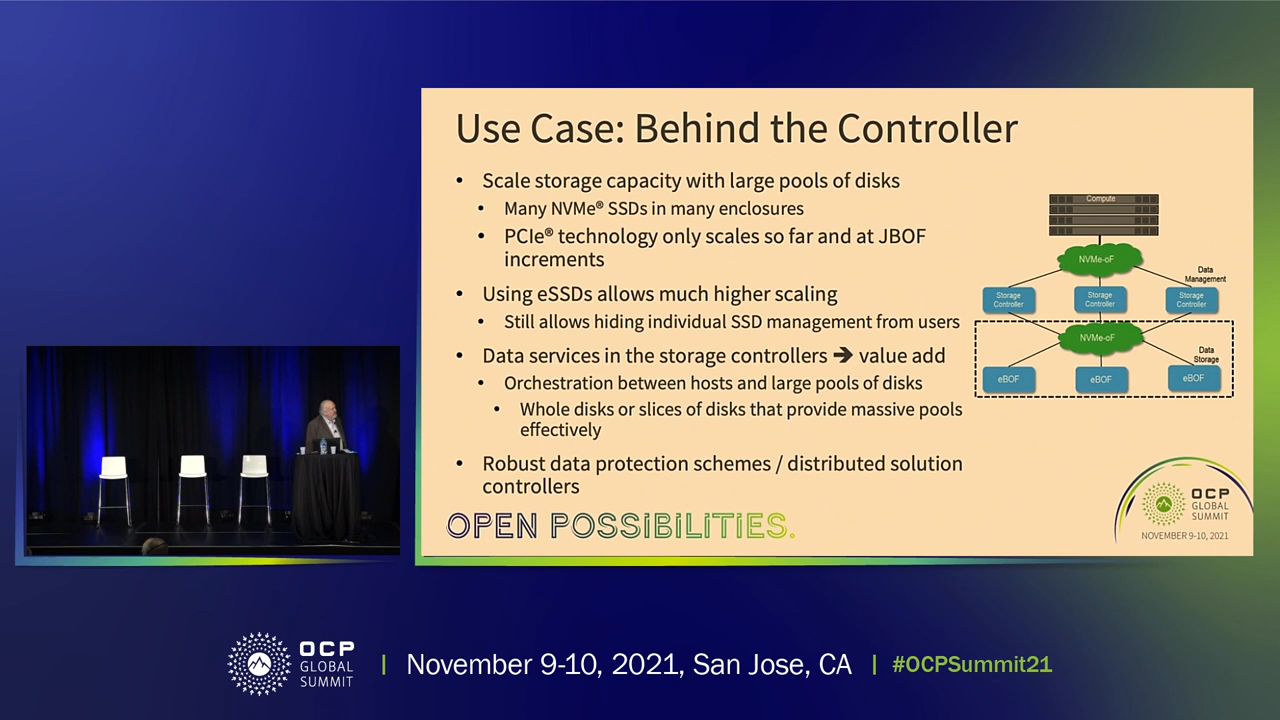 Use Case: Behind the Controller
• Scale storage capacity with large pools of disks
• Many NVMe® SSDs in many enclosures
• PCIe® technology only scales so far and at JBOF
increments
• Using eSSDs allows much higher scaling
• Still allows hiding individual SSD management from users
• Data services in the storage controllers ➔ value add
• Orchestration between hosts and large pools of disks
• Whole disks or slices of disks that provide massive pools
effectively
• Robust data protection schemes / distributed solution
controllers
Compute
NVMe-oF
Data
Management
Storage
Controller
Storage
Controller
Storage
Controller
NVMe-oF
Data
Storage
eBOF
eBOF
eBOF
OPEN POSSIBILITIES.
OCP
GLOBAL
SUMMIT
NOVEMBER 9-10, 2021
OCP
GLOBAL
SUMMIT
| November 9-10, 2021, San Jose, CA | #OCPSummit21